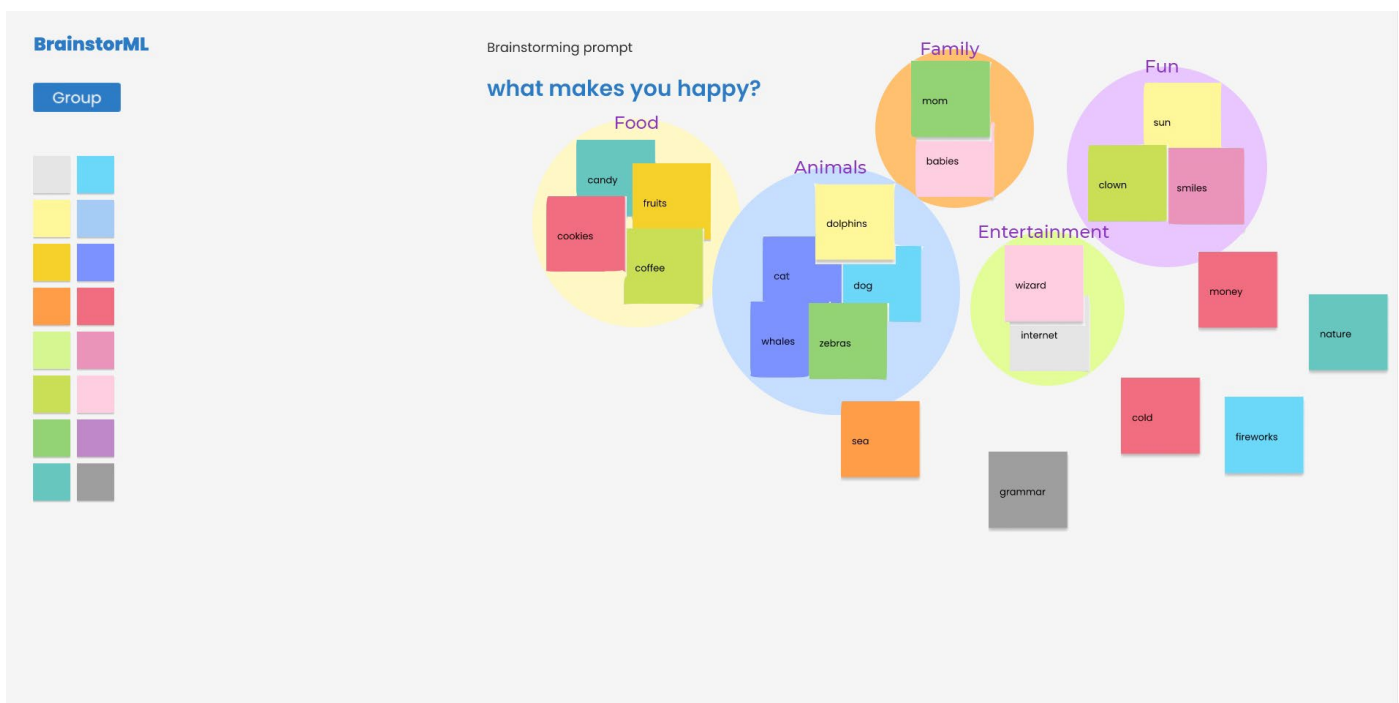 BrainstorML
Group
Brainstorming prompt
what makes you happy?
Food
candy
fruits
cookies
coffee
Animals
dolphins
cat
dog
whales
zebras
Family
mom
babies
Fun
sun
clown
smiles
Entertainment
wizard
internet
money
nature
cold
fireworks
sea
grammar